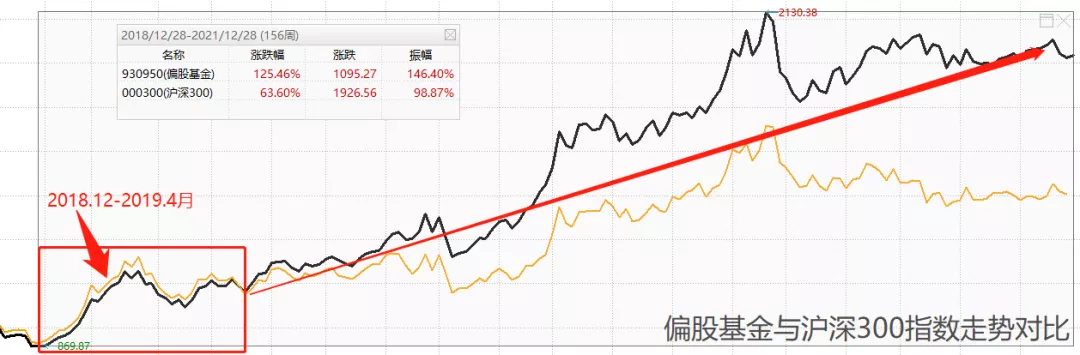 2130.38
2018/12/28-2021/12/28 (156周)
名称 涨跌幅 涨跌 振幅
930950(偏股基金) 125.46% 1095.27 146.40%
000300(沪深300) 63.60% 1926.56 98.87%
2018.12-2019.4月
869.87
偏股基金与沪深300指数走势对比